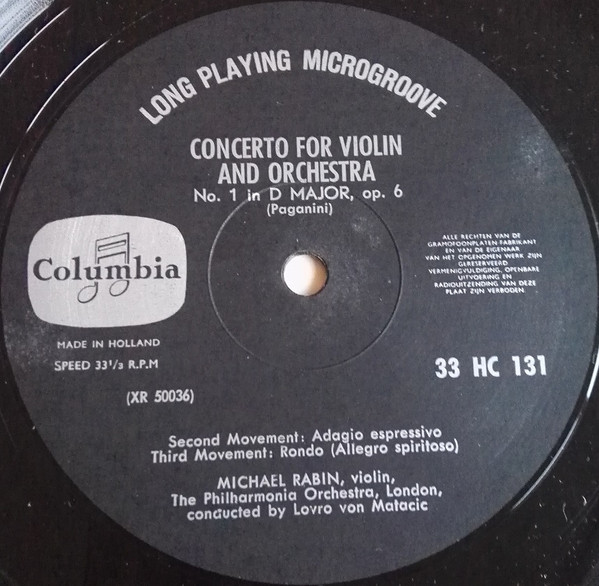 LONG PLAYING MICROGROOVE
CONCERTO FOR VIOLIN
AND ORCHESTRA
No. 1 in D MAJOR, op. 6
(Paganini)
Columbia
ALLE RECHTEN VAN DE
GRAMOFOONPLATEN FABRIKANT
EN VAN DE EIGENAAR
VAN HET OPGENOMEN WERK ZIJN
GERESERVEERD
VERMENIGVULDIGING, OPENBARE
UITVOERING EN
RADIOUITZENDING VAN DEZE
PLAAT ZIJN VERBODEN
MADE IN HOLLAND
SPEED 33 1/3 R.P.M
33 HC 131
(XR 50036)
Second Movement: Adagio espressivo
Third Movement: Rondo (Allegro spiritoso)
MICHAEL RABIN, violin,
The Philharmonia Orchestra, London,
conducted by Lovro von Matacic